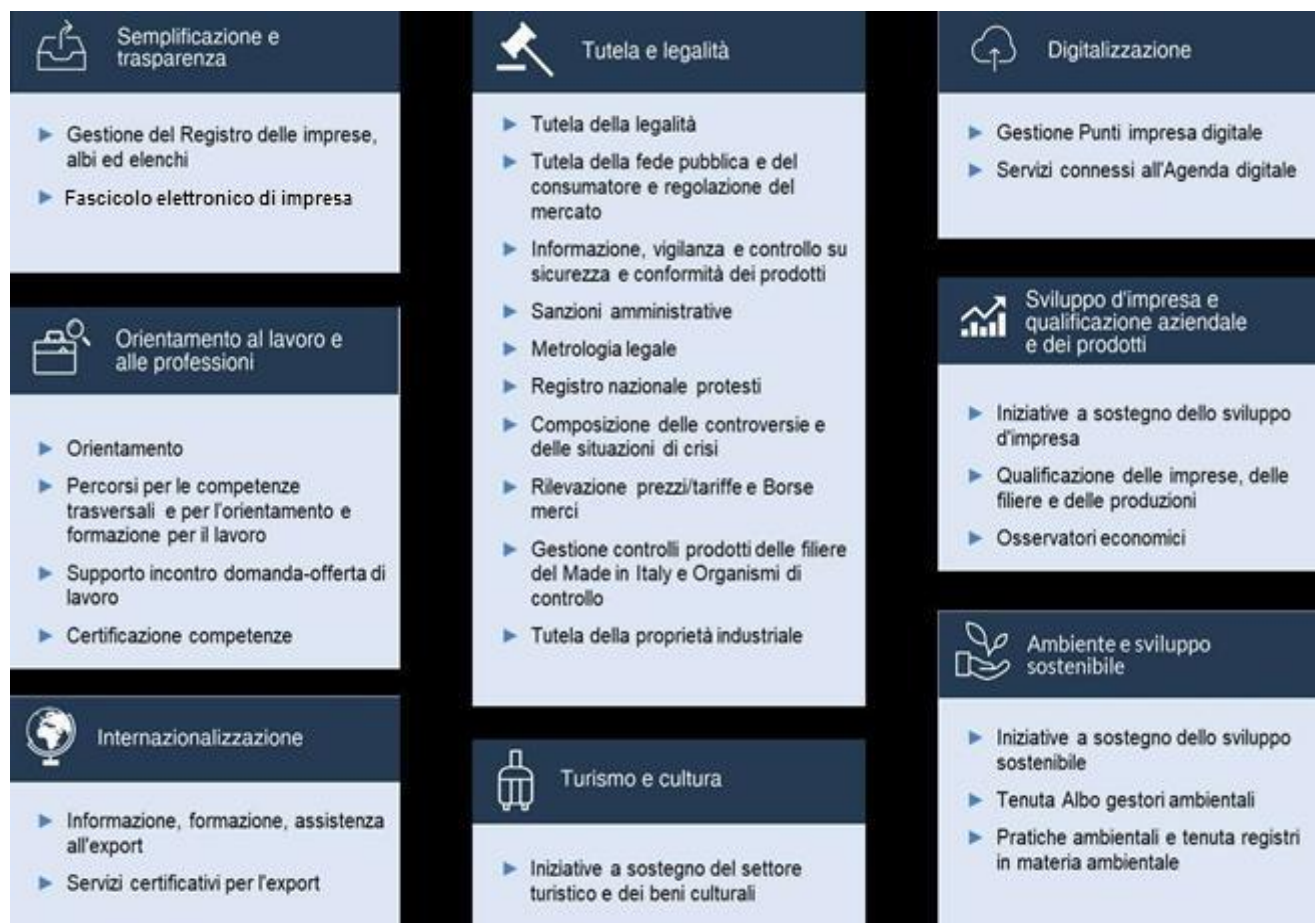 Semplificazione e
trasparenza
Gestione del Registro delle imprese,
albi ed elenchi
Fascicolo elettronico di impresa
Orientamento al lavoro e
alle professioni
Orientamento
Percorsi per le competenze
trasversali e per l'orientamento e
formazione per il lavoro
Supporto incontro domanda-offerta di
lavoro
Certificazione competenze
Internazionalizzazione
Informazione, formazione, assistenza
all'export
Servizi certificativi per l'export
Tutela e legalità
Tutela della legalità
Tutela della fede pubblica e del
consumatore e regolazione del
mercato
Informazione, vigilanza e controllo su
sicurezza e conformità dei prodotti
Sanzioni amministrative
Metrologia legale
Registro nazionale protesti
Composizione delle controversie e
delle situazioni di crisi
Rilevazione prezzi/tariffe e Borse
merci
Gestione controlli prodotti delle filiere
del Made in Italy e Organismi di
controllo
Tutela della proprietà industriale
Turismo e cultura
Iniziative a sostegno del settore
turistico e dei beni culturali
Digitalizzazione
Gestione Punti impresa digitale
Servizi connessi all'Agenda digitale
Sviluppo d'impresa e
qualificazione aziendale
e dei prodotti
Iniziative a sostegno dello sviluppo
d'impresa
Qualificazione delle imprese, delle
filiere e delle produzioni
Osservatori economici
Ambiente e sviluppo
sostenibile
Iniziative a sostegno dello sviluppo
sostenibile
Tenuta Albo gestori ambientali
Pratiche ambientali e tenuta registri
in materia ambientale